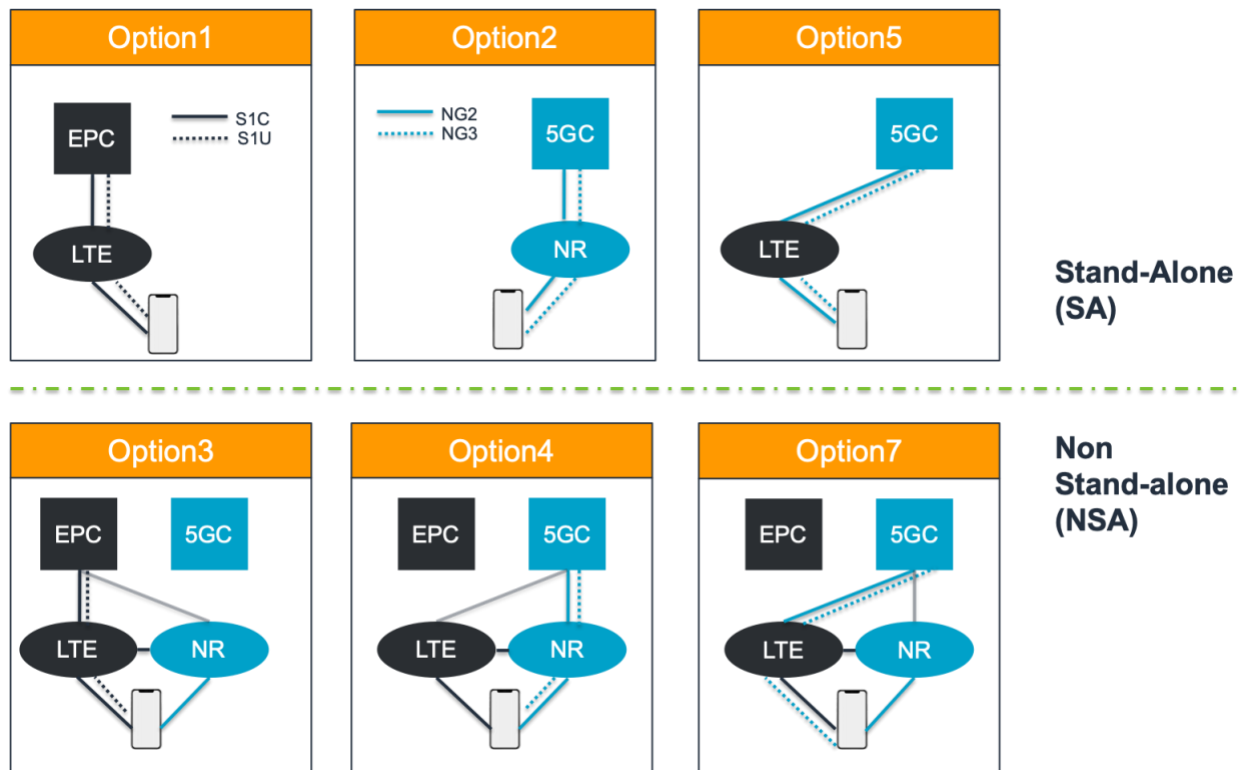 Option1
Option2
Option5
EPC
S1C
S1U
LTE
NG2
NG3
5GC
NR
5GC
LTE
Stand-Alone
(SA)
Option3
Option4
Option7
EPC
5GC
LTE
NR
EPC
5GC
LTE
NR
EPC
5GC
LTE
NR
Non
Stand-alone
(NSA)